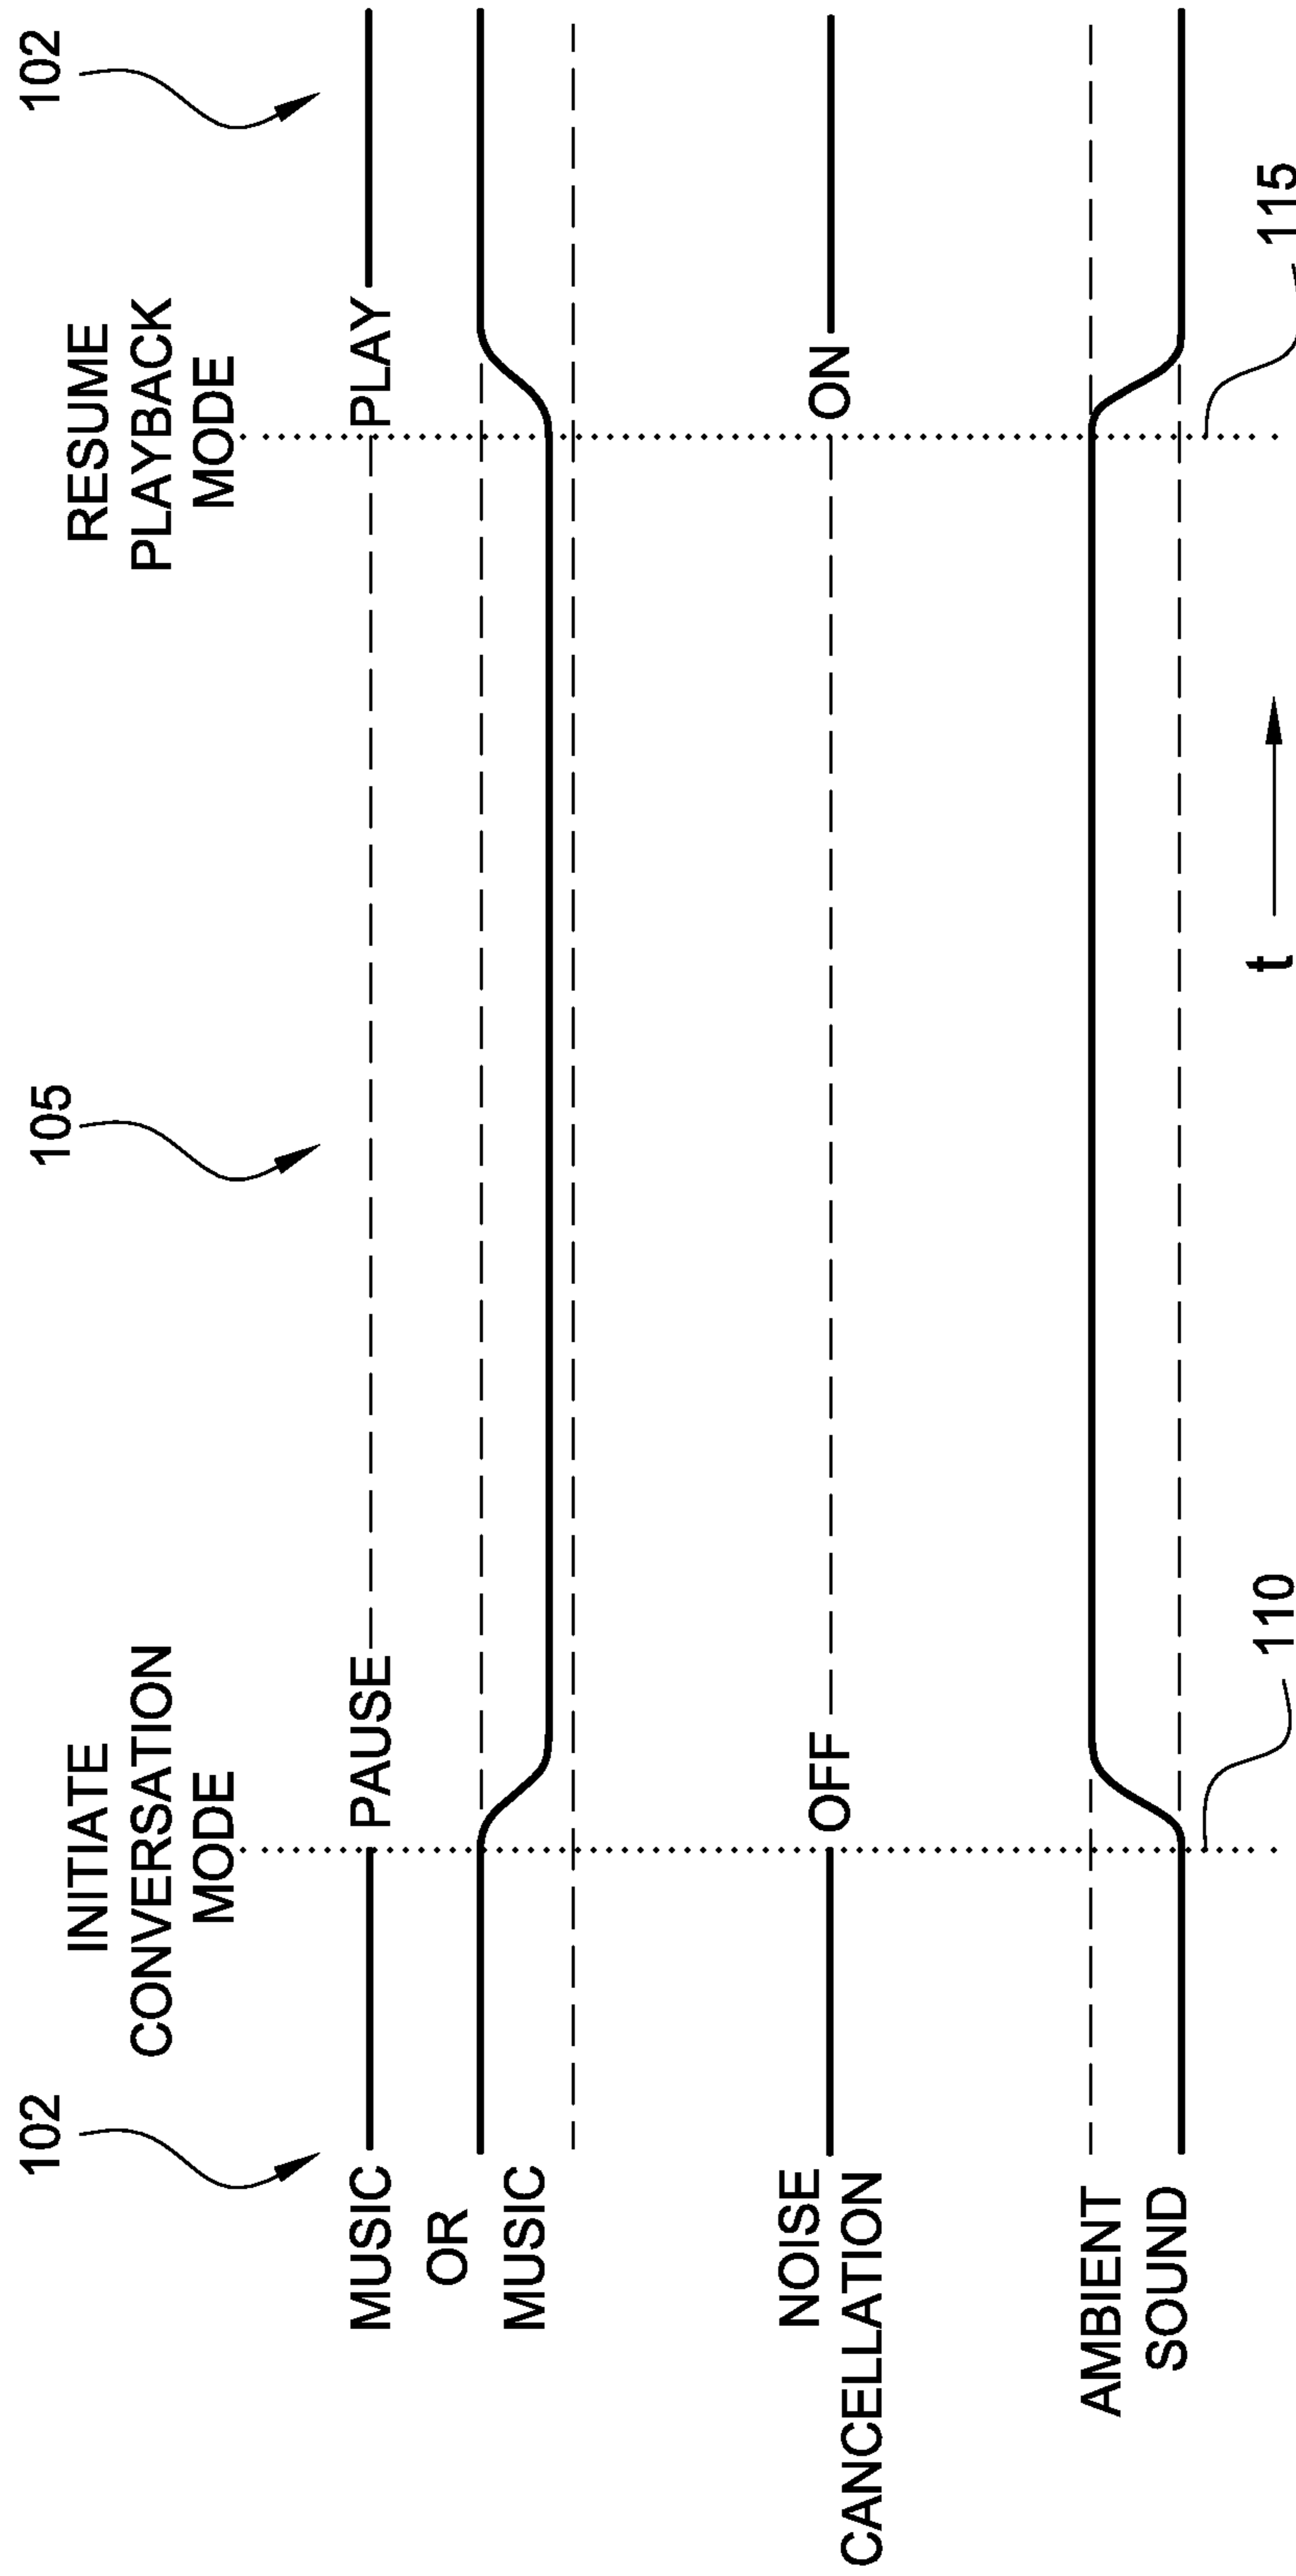 102
INITIATE
CONVERSATION
MODE
105
RESUME
PLAYBACK
MODE
102
MUSIC
PAUSE
PLAY
OR
MUSIC
NOISE
CANCELLATION
OFF
ON
AMBIENT
SOUND
110
t
115